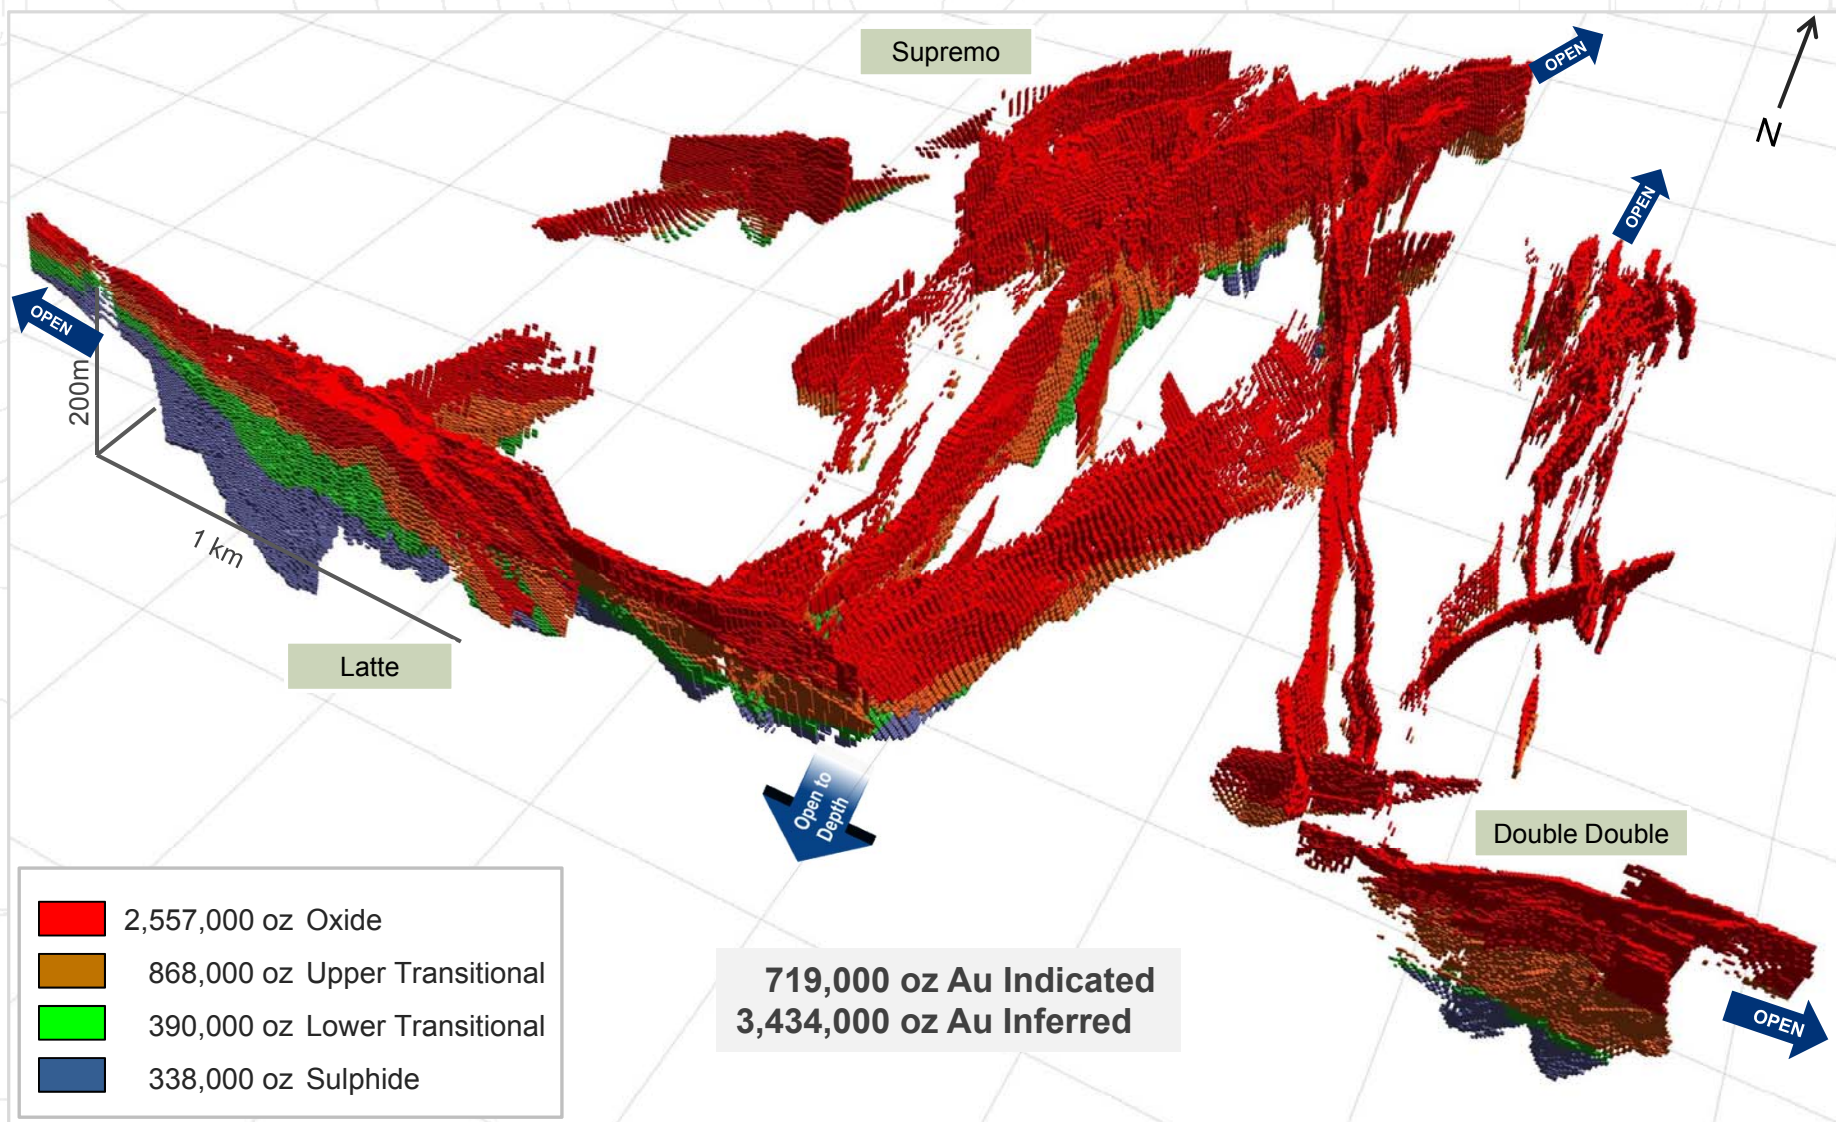 Supremo
OPEN
N
OPEN
OPEN
200m
1 km
Latte
Open to
Depth
Double Double
OPEN
2,557,000 oz Oxide
868,000 oz Upper Transitional
390,000 oz Lower Transitional
338,000 oz Sulphide
719,000 oz Au Indicated
3,434,000 oz Au Inferred